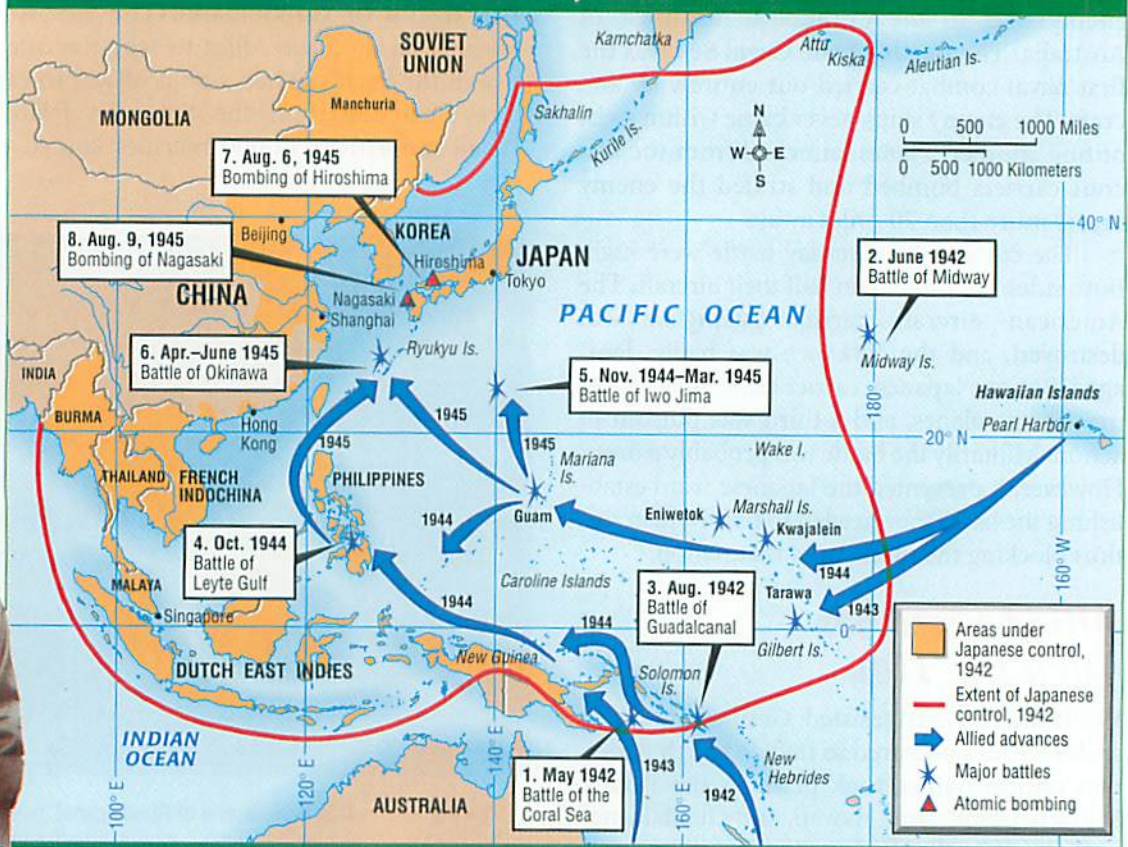 SOVIET
UNION
Kamchatka
Attu
Kiska
Aleutian Is.
MONGOLIA
Manchuria
Sakhalin
Kurile Is.
N
W E
S
0 500 1000 Miles
0 500 1000 Kilometers
7. Aug. 6, 1945
Bombing of Hiroshima
40° N
Beijing
KOREA
JAPAN
8. Aug. 9, 1945
Bombing of Nagasaki
Hiroshima
Tokyo
2. June 1942
Battle of Midway
CHINA
Nagasaki
Shanghai
PACIFIC OCEAN
6. Apr.–June 1945
Battle of Okinawa
Ryukyu Is.
Midway Is.
INDIA
5. Nov. 1944–Mar. 1945
Battle of Iwo Jima
180°
Hawaiian Islands
Pearl Harbor
BURMA
Hong
Kong
1945
1945
1945
20° N
Wake I.
Mariana
Is.
THAILAND
FRENCH
INDOCHINA
PHILIPPINES
Guam
Eniwetok
Marshall Is.
Kwajalein
1944
4. Oct. 1944
Battle of
Leyte Gulf
160° W
MALAYA
Caroline Islands
3. Aug. 1942
Battle of
Guadalcanal
1944
Tarawa
1943
Singapore
1944
1944
0°
Gilbert Is.
DUTCH EAST INDIES
New Guinea
Solomon
Is.
Areas under
Japanese control,
1942
Extent of Japanese
control, 1942
Allied advances
Major battles
Atomic bombing
INDIAN
OCEAN
140° E
1. May 1942
Battle of the
Coral Sea
1943
New
Hebrides
100° E
120° E
AUSTRALIA
160° E
1942